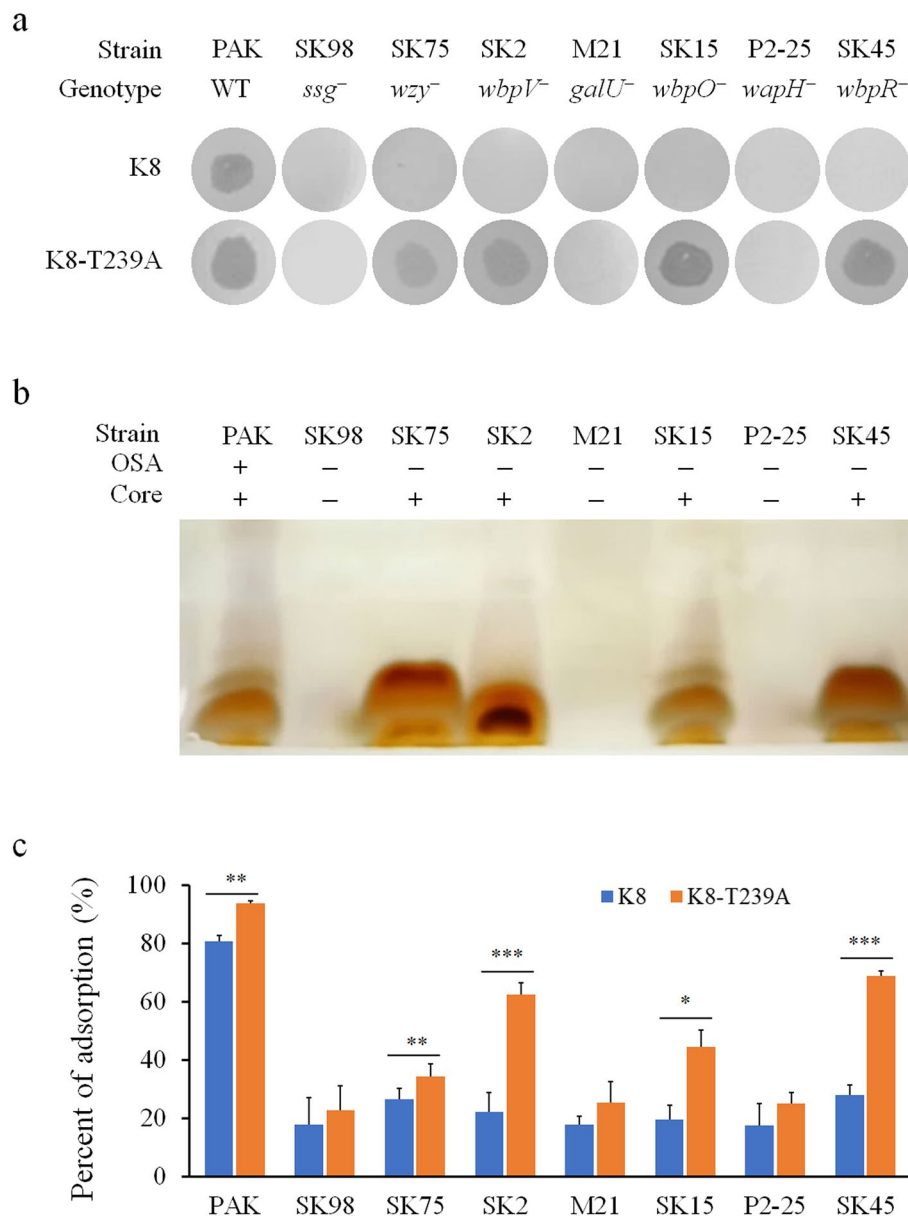 a
Strain PAK SK98 SK75 SK2 M21 SK15 P2-25 SK45
Genotype WT ssg⁻ wzy⁻ wbpV⁻ galU⁻ wbpO⁻ wapH⁻ wbpR⁻
K8
K8-T239A
b
Strain PAK SK98 SK75 SK2 M21 SK15 P2-25 SK45
OSA + – – – – – – –
Core + – + + – + – +
c
Percent of adsorption (%)
100
80
60
40
20
0
K8 K8-T239A
** ** *** * ***
PAK SK98 SK75 SK2 M21 SK15 P2-25 SK45